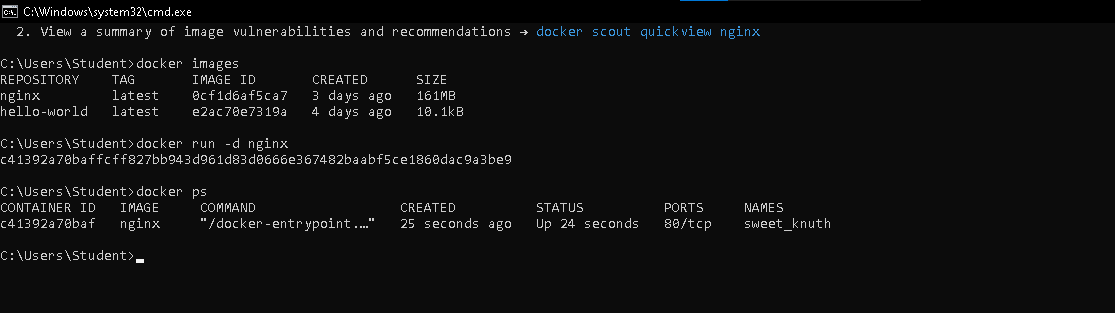 C:\Windows\system32\cmd.exe
2. View a summary of image vulnerabilities and recommendations → docker scout quickview nginx
C:\Users\Student>docker images
REPOSITORY TAG IMAGE ID CREATED SIZE
nginx latest 0cf1d6af5ca7 3 days ago 161MB
hello-world latest e2ac70e7319a 4 days ago 10.1kB
C:\Users\Student>docker run -d nginx
c41392a70baffcff827bb943d961d83d0666e367482baabf5ce1860dac9a3be9
C:\Users\Student>docker ps
CONTAINER ID IMAGE COMMAND CREATED STATUS PORTS NAMES
c41392a70baf nginx "/docker-entrypoint.…" 25 seconds ago Up 24 seconds 80/tcp sweet_knuth
C:\Users\Student>